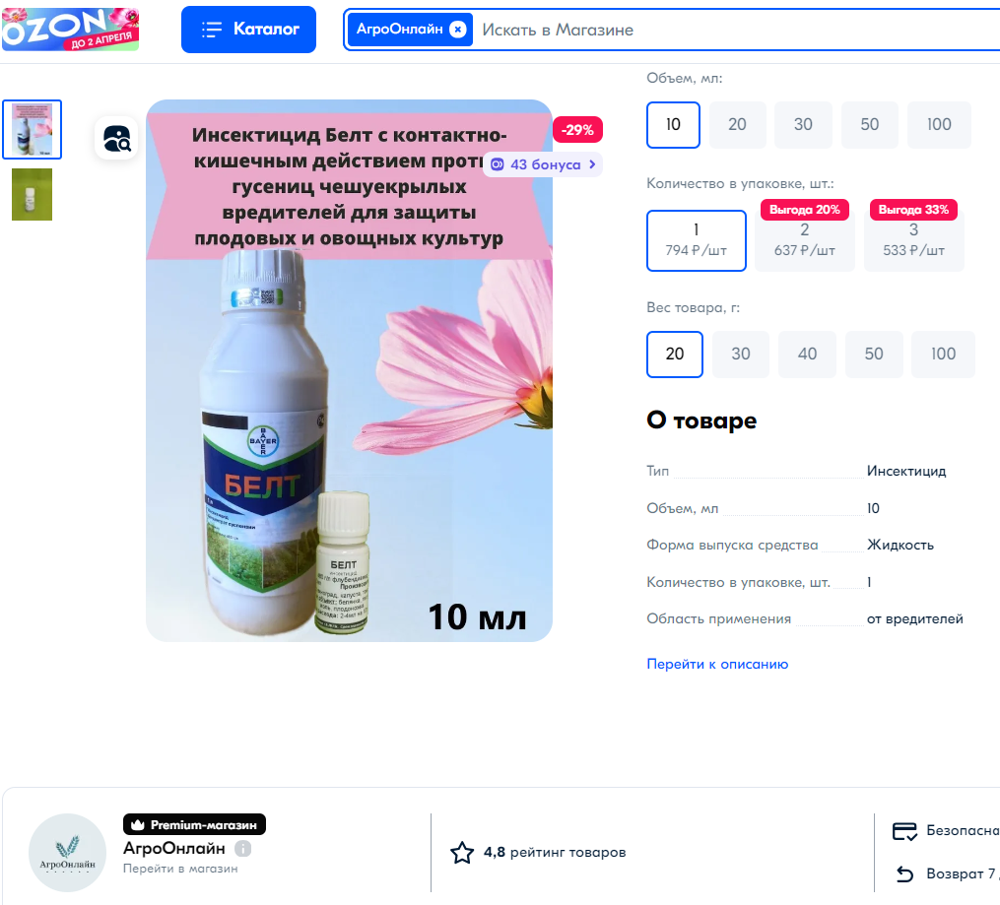 OZON
ДО 2 АПРЕЛЯ
Каталог
АгроОнлайн
Искать в Магазине
Инсектицид Белт с контактно-
кишечным действием проти
гусениц чешуекрылых
вредителей для защиты
плодовых и овощных культур
-29%
43 бонуса
BAYER
BAYER
БЕЛТ
БЕЛТ
инсектицид
10 мл
Объем, мл:
10
20
30
50
100
Количество в упаковке, шт.:
Выгода 20%
Выгода 33%
1
2
3
794 ₽/шт
637 ₽/шт
533 ₽/шт
Вес товара, г:
20
30
40
50
100
О товаре
Тип Инсектицид
Объем, мл 10
Форма выпуска средства Жидкость
Количество в упаковке, шт. 1
Область применения от вредителей
Перейти к описанию
АгроОнлайн
Premium-магазин
АгроОнлайн
Перейти в магазин
4,8 рейтинг товаров
Безопасна
Возврат 7